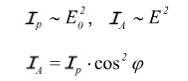 I_P ~ E_0^2, I_A ~ E^2
I_A = I_P · cos^2 φ